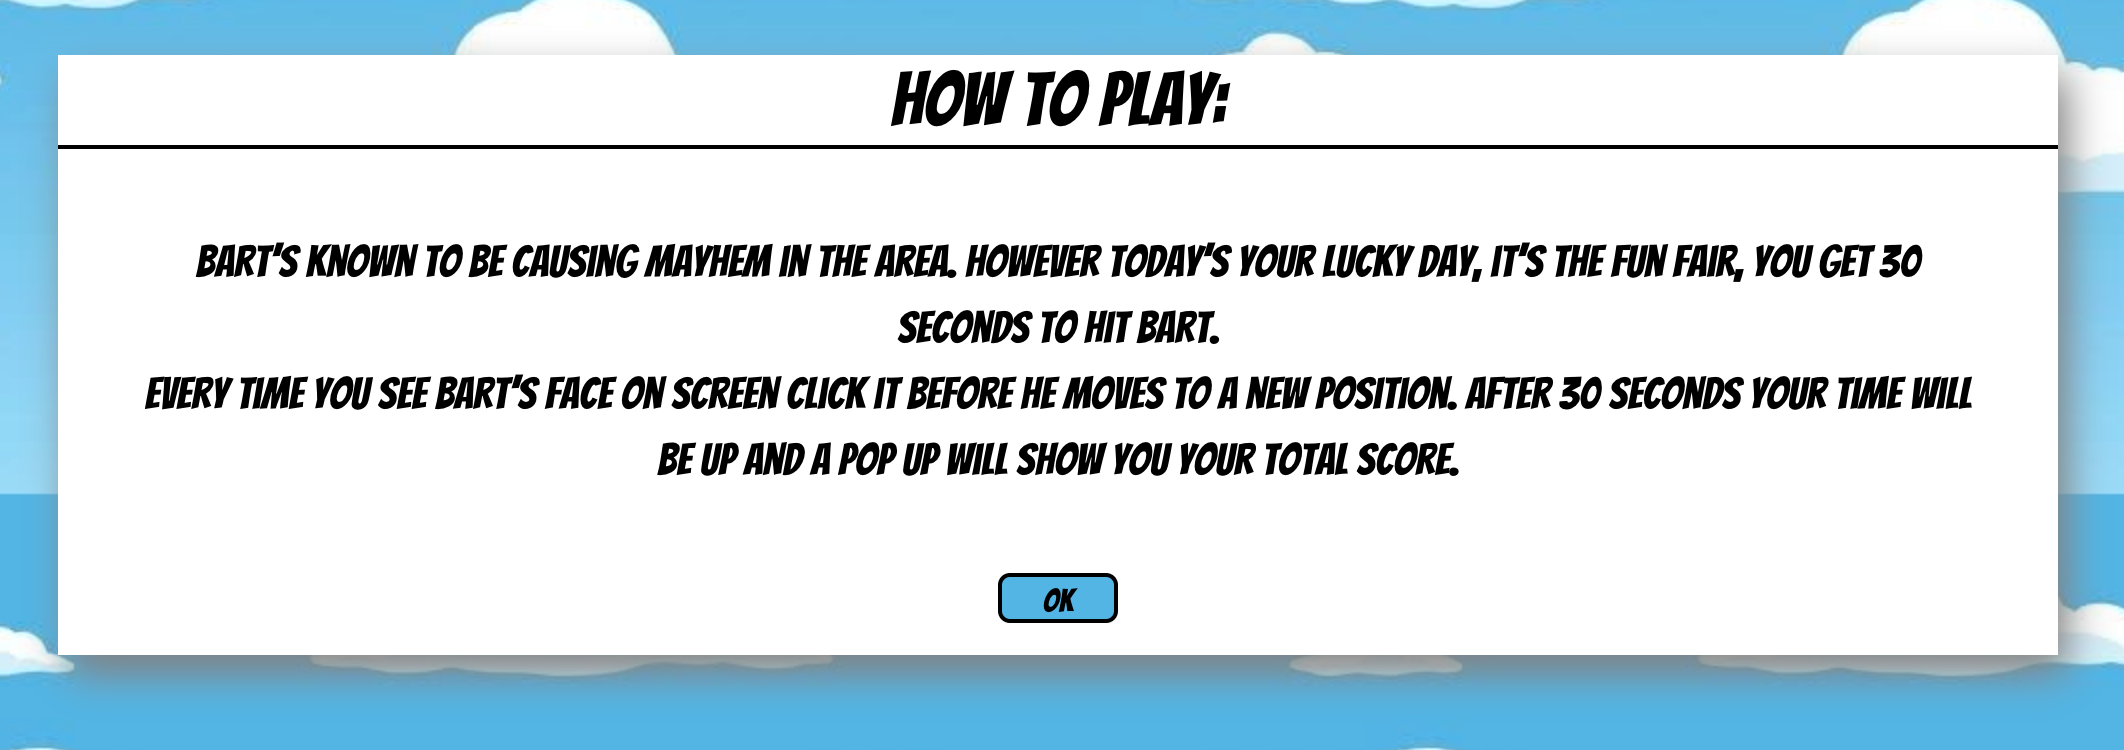 HOW TO PLAY:
BART'S KNOWN TO BE CAUSING MAYHEM IN THE AREA. HOWEVER TODAY'S YOUR LUCKY DAY, IT'S THE FUN FAIR, YOU GET 30
SECONDS TO HIT BART.
EVERY TIME YOU SEE BART'S FACE ON SCREEN CLICK IT BEFORE HE MOVES TO A NEW POSITION. AFTER 30 SECONDS YOUR TIME WILL
BE UP AND A POP UP WILL SHOW YOU YOUR TOTAL SCORE.
OK